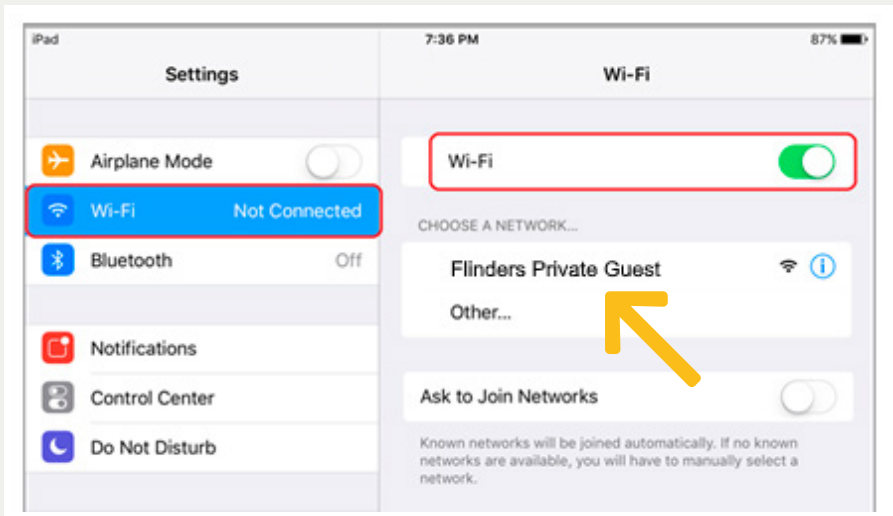 iPad
7:36 PM
87%
Settings
Wi-Fi
Airplane Mode
Wi-Fi
Not Connected
Bluetooth
Off
Notifications
Control Center
Do Not Disturb
Wi-Fi
CHOOSE A NETWORK...
Flinders Private Guest
Other...
Ask to Join Networks
Known networks will be joined automatically. If no known
networks are available, you will have to manually select a
network.